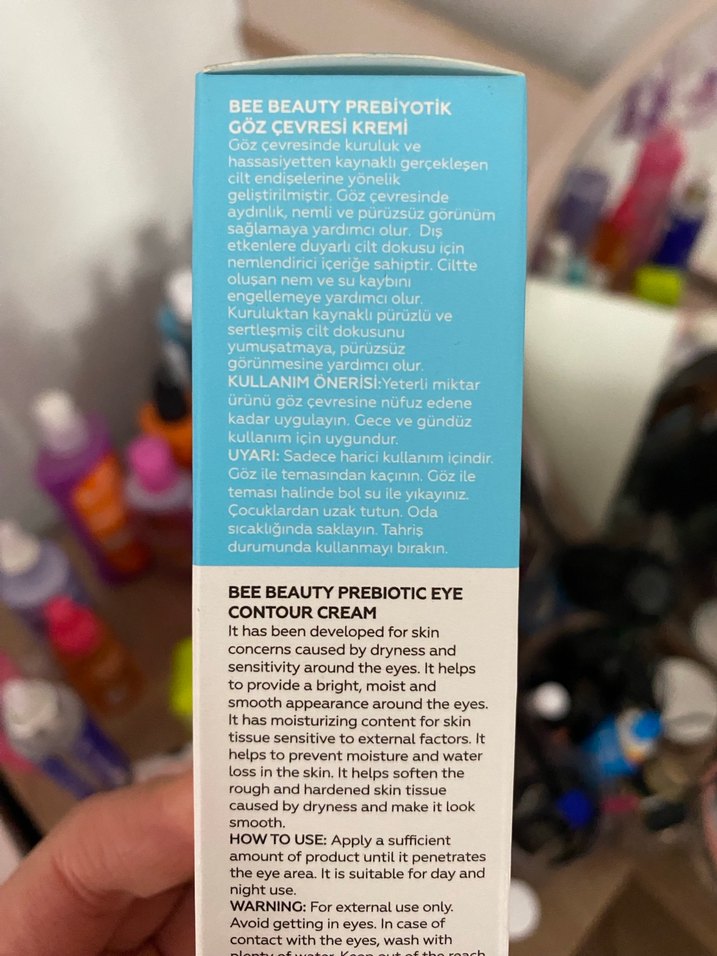 BEE BEAUTY PREBİYOTİK
GÖZ ÇEVRESİ KREMİ
Göz çevresinde kuruluk ve
hassasiyetten kaynaklı gerçekleşen
cilt endişelerine yönelik
geliştirilmiştir. Göz çevresinde
aydınlık, nemli ve pürüzsüz görünüm
sağlamaya yardımcı olur. Dış
etkenlere duyarlı cilt dokusu için
nemlendirici içeriğe sahiptir. Ciltte
oluşan nem ve su kaybını
engellemeye yardımcı olur.
Kuruluktan kaynaklı pürüzlü ve
sertleşmiş cilt dokusunu
yumuşatmaya, pürüzsüz
görünmesine yardımcı olur.
KULLANIM ÖNERİSİ:Yeterli miktar
ürünü göz çevresine nüfuz edene
kadar uygulayın. Gece ve gündüz
kullanım için uygundur.
UYARI: Sadece harici kullanım içindir.
Göz ile temasından kaçının. Göz ile
teması halinde bol su ile yıkayınız.
Çocuklardan uzak tutun. Oda
sıcaklığında saklayın. Tahriş
durumunda kullanmayı bırakın.
BEE BEAUTY PREBIOTIC EYE
CONTOUR CREAM
It has been developed for skin
concerns caused by dryness and
sensitivity around the eyes. It helps
to provide a bright, moist and
smooth appearance around the eyes.
It has moisturizing content for skin
tissue sensitive to external factors. It
helps to prevent moisture and water
loss in the skin. It helps soften the
rough and hardened skin tissue
caused by dryness and make it look
smooth.
HOW TO USE: Apply a sufficient
amount of product until it penetrates
the eye area. It is suitable for day and
night use.
WARNING: For external use only.
Avoid getting in eyes. In case of
contact with the eyes, wash with
plenty of water. Keep out of the reach